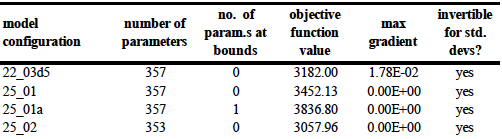 model configuration number of parameters no. of param.s at bounds objective function value max gradient invertible for std. devs?
22_03d5 357 0 3182.00 1.78E-02 yes
25_01 357 0 3452.13 0.00E+00 yes
25_01a 357 1 3836.80 0.00E+00 yes
25_02 353 0 3057.96 0.00E+00 yes